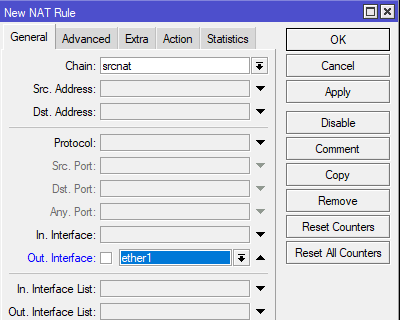 New NAT Rule
General Advanced Extra Action Statistics
Chain: srcnat
Src. Address:
Dst. Address:
Protocol:
Src. Port:
Dst. Port:
Any. Port:
In. Interface:
Out. Interface: ether1
In. Interface List:
Out. Interface List:
OK
Cancel
Apply
Disable
Comment
Copy
Remove
Reset Counters
Reset All Counters